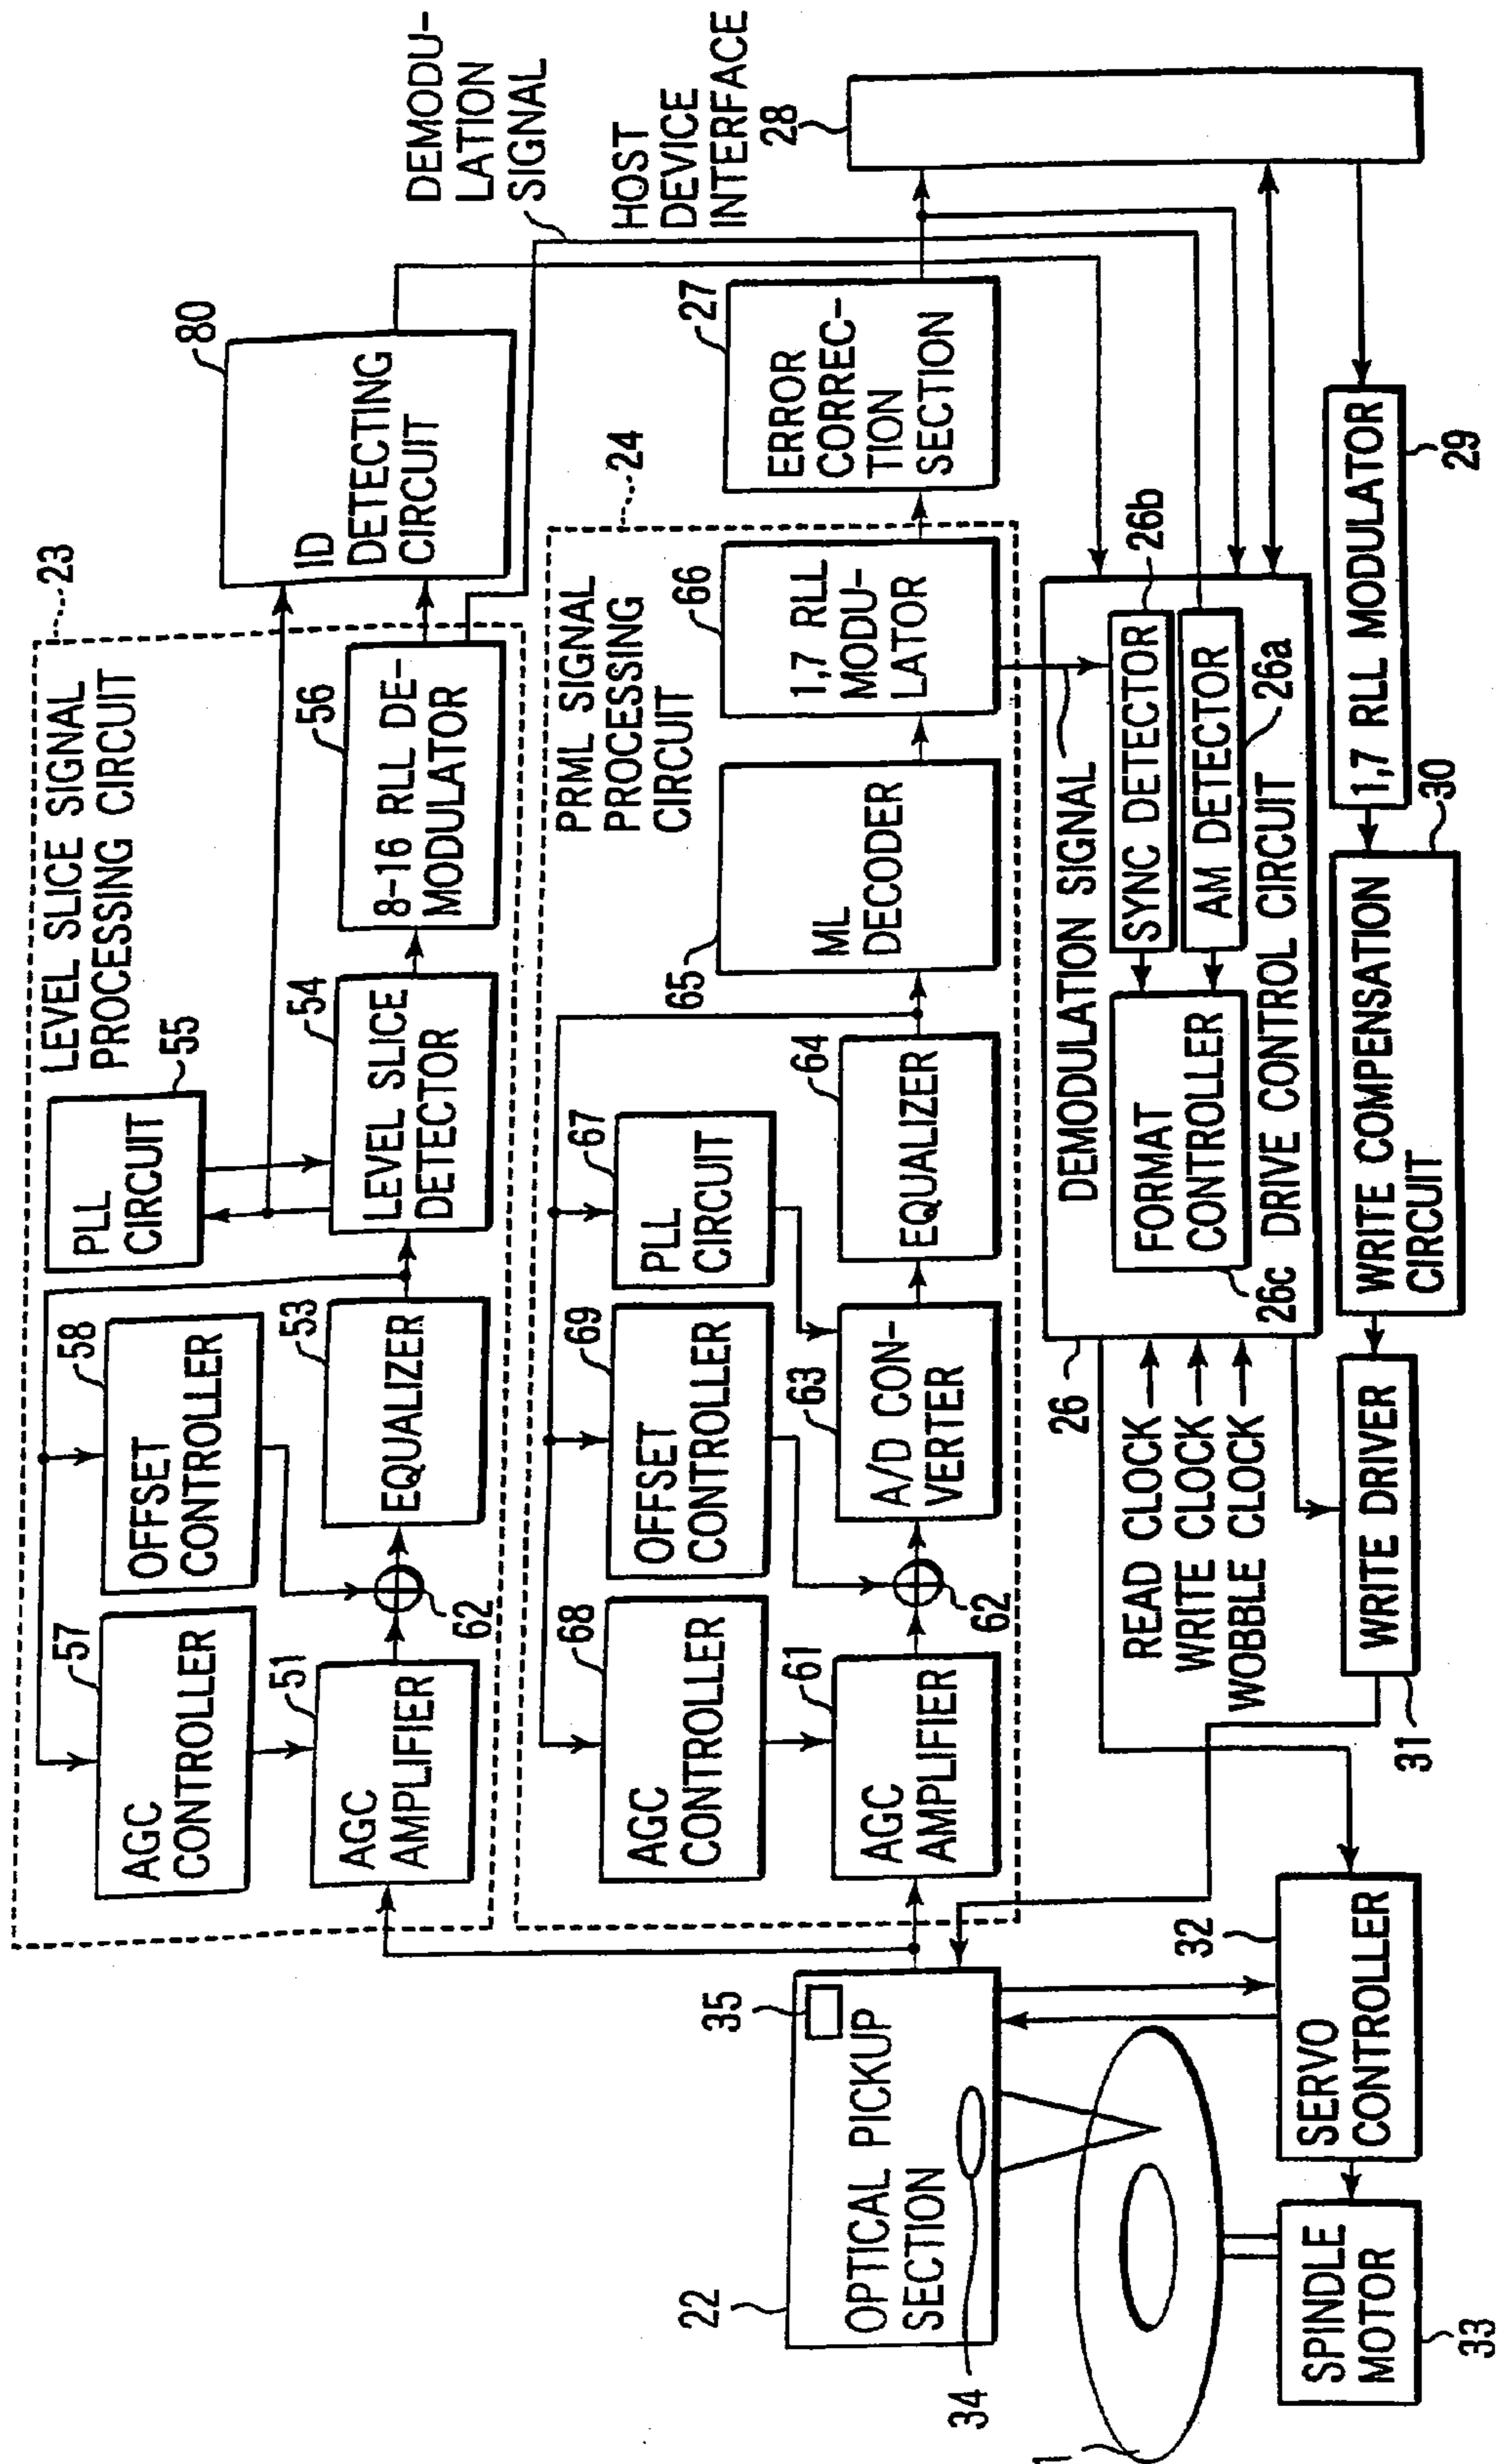 23
LEVEL SLICE SIGNAL
PROCESSING CIRCUIT
57
AGC
CONTROLLER
58
OFFSET
CONTROLLER
PLL
CIRCUIT
55
51
AGC
AMPLIFIER
62
53
EQUALIZER
54
LEVEL SLICE
DETECTOR
56
8-16 RLL DE-
MODULATOR
80
ID
DETECTING
CIRCUIT
DEMODU-
LATION
SIGNAL
24
PRML SIGNAL
PROCESSING
CIRCUIT
68
AGC
CONTROLLER
69
OFFSET
CONTROLLER
67
PLL
CIRCUIT
61
AGC
AMPLIFIER
62
63
A/D CON-
VERTER
64
EQUALIZER
65
ML
DECODER
66
1,7 RLL
MODU-
LATOR
27
ERROR
CORREC-
TION
SECTION
HOST
DEVICE
INTERFACE
28
22
35
OPTICAL PICKUP
SECTION
34
1
DEMODULATION SIGNAL
26
READ CLOCK
WRITE CLOCK
WOBBLE CLOCK
FORMAT
CONTROLLER
26c
SYNC DETECTOR
26b
AM DETECTOR
26a
DRIVE CONTROL CIRCUIT
SPINDLE
MOTOR
33
SERVO
CONTROLLER
32
WRITE DRIVER
31
WRITE COMPENSATION
CIRCUIT
30
1,7 RLL MODULATOR
29